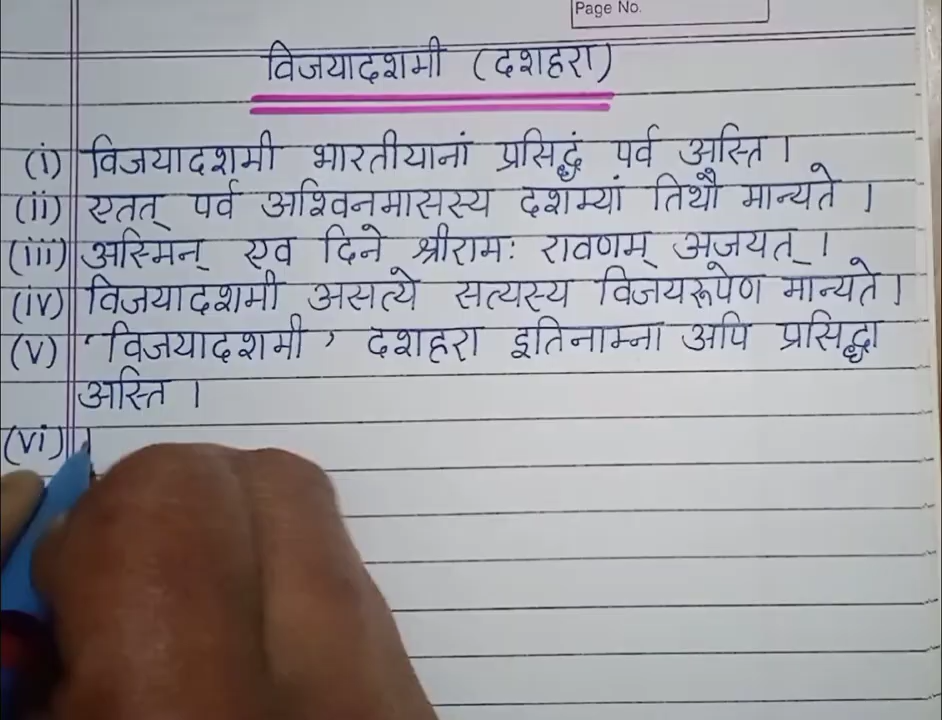 Page No.
विजयादशमी (दशहरा)
(i) विजयादशमी भारतीयानां प्रसिद्धं पर्व अस्ति ।
(ii) एतत् पर्व अश्विनमासस्य दशम्यां तिथौ मान्यते ।
(iii) अस्मिन् एव दिने श्रीरामः रावणम् अजयत् ।
(iv) विजयादशमी असत्ये सत्यस्य विजयरूपेण मान्यते ।
(v) 'विजयादशमी' दशहरा इतिनाम्ना अपि प्रसिद्धा
अस्ति ।
(vi)